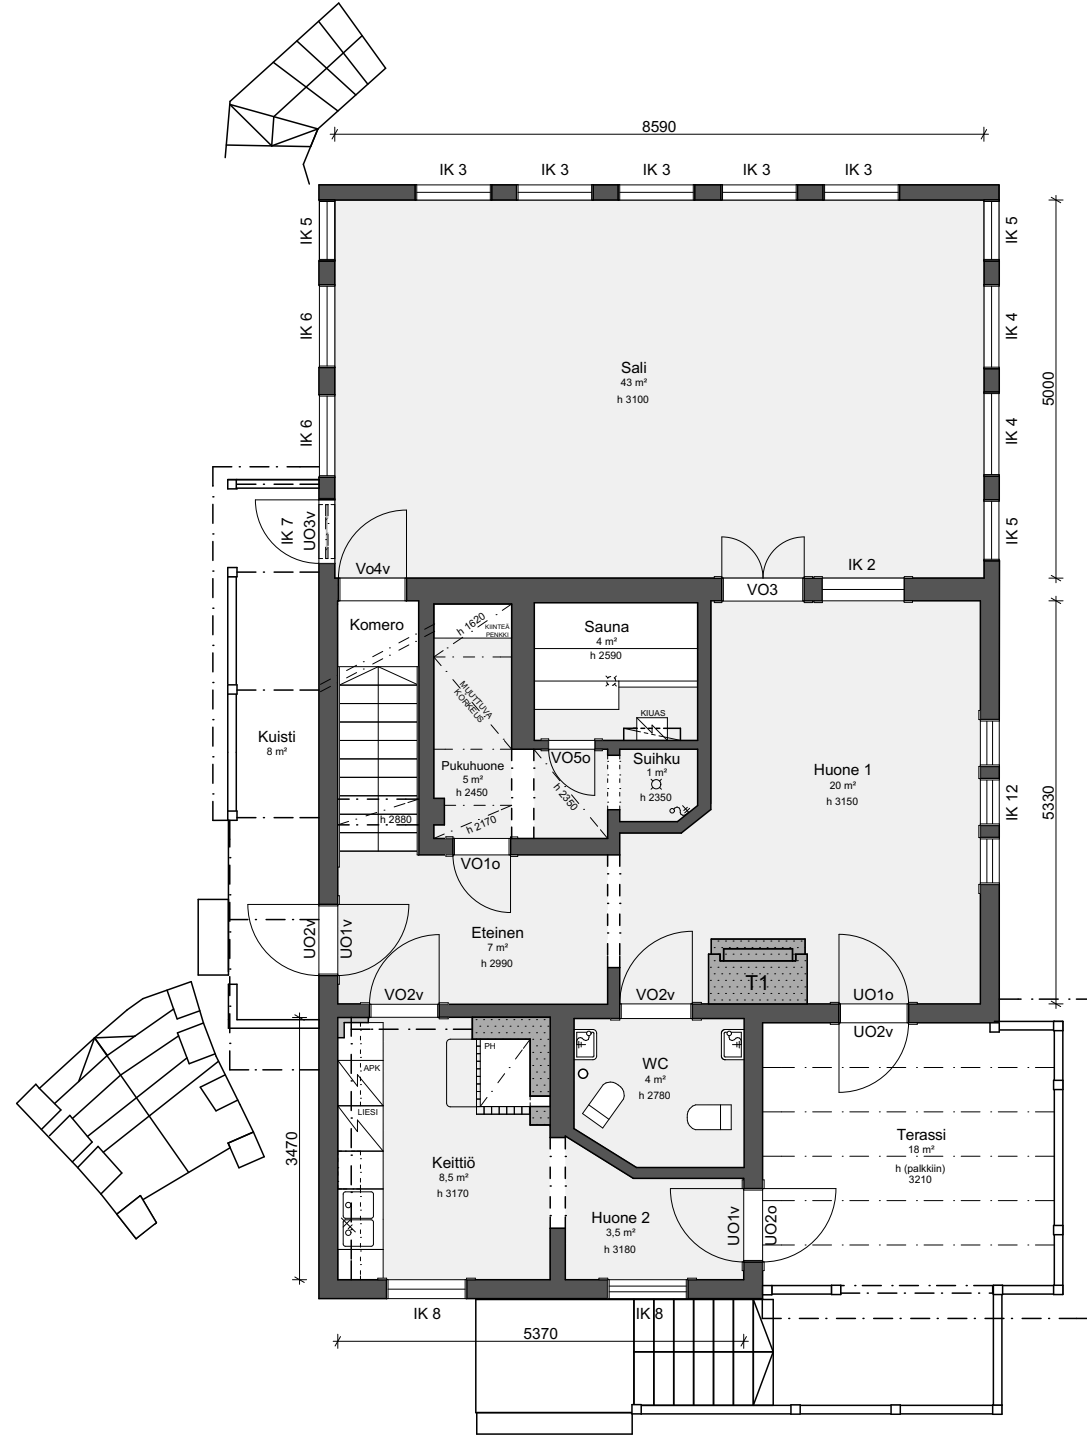 8590
IK 3
IK 3
IK 3
IK 3
IK 3
IK 5
IK 5
IK 6
IK 4
Sali
43 m²
h 3100
5000
IK 6
IK 4
IK 7
UO3v
IK 5
Vo4v
VO3
IK 2
Komero
h 1620
KIINTEÄ
PENKKI
Sauna
4 m²
h 2590
MUUTTUVA
KORKEUS
KIUAS
Kuisti
8 m²
Pukuhuone
5 m²
h 2450
VO5o
h 2350
Suihku
1 m²
h 2350
Huone 1
20 m²
h 3150
IK 12
5330
h 2880
h 2170
VO1o
UO2v
UO1v
Eteinen
7 m²
h 2990
VO2v
VO2v
T1
UO1o
UO2v
PH
APK
LIESI
WC
4 m²
h 2780
3470
Keittiö
8,5 m²
h 3170
Terassi
18 m²
h (palkkiin)
3210
Huone 2
3,5 m²
h 3180
UO1v
UO2o
IK 8
IK 8
5370